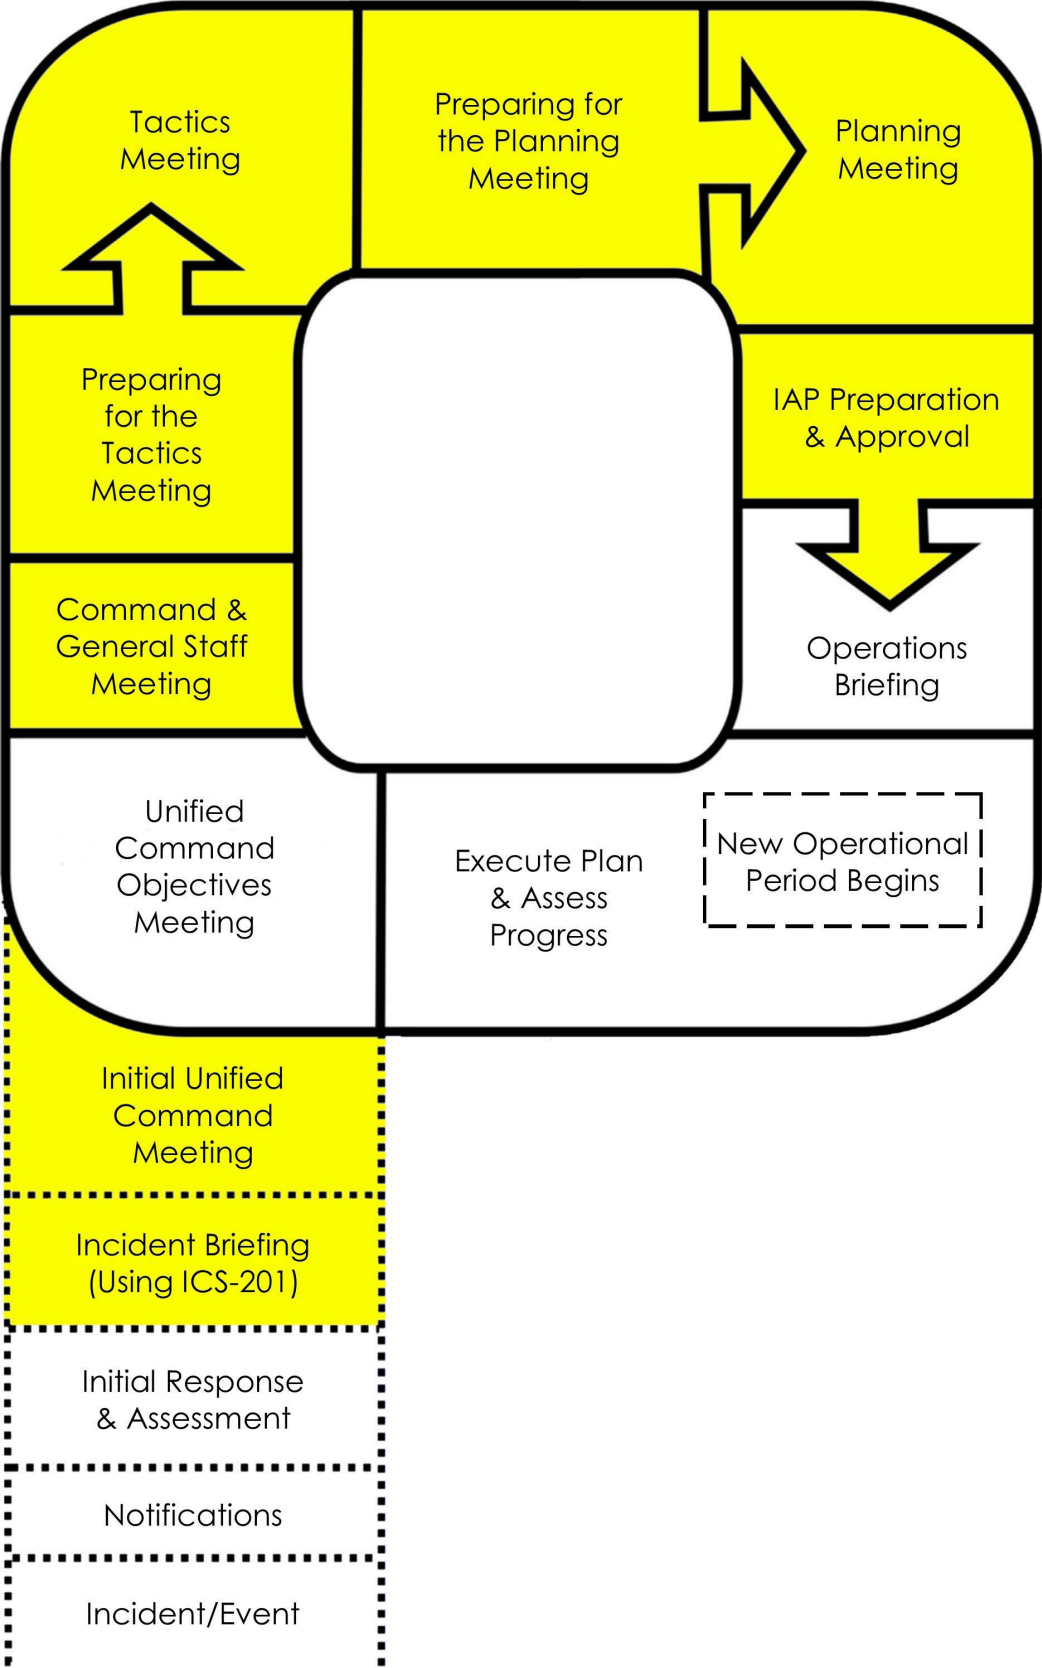 Tactics
Meeting
Preparing for
the Planning
Meeting
Planning
Meeting
Preparing
for the
Tactics
Meeting
IAP Preparation
& Approval
Command &
General Staff
Meeting
Operations
Briefing
Unified
Command
Objectives
Meeting
Execute Plan
& Assess
Progress
New Operational
Period Begins
Initial Unified
Command
Meeting
Incident Briefing
(Using ICS-201)
Initial Response
& Assessment
Notifications
Incident/Event